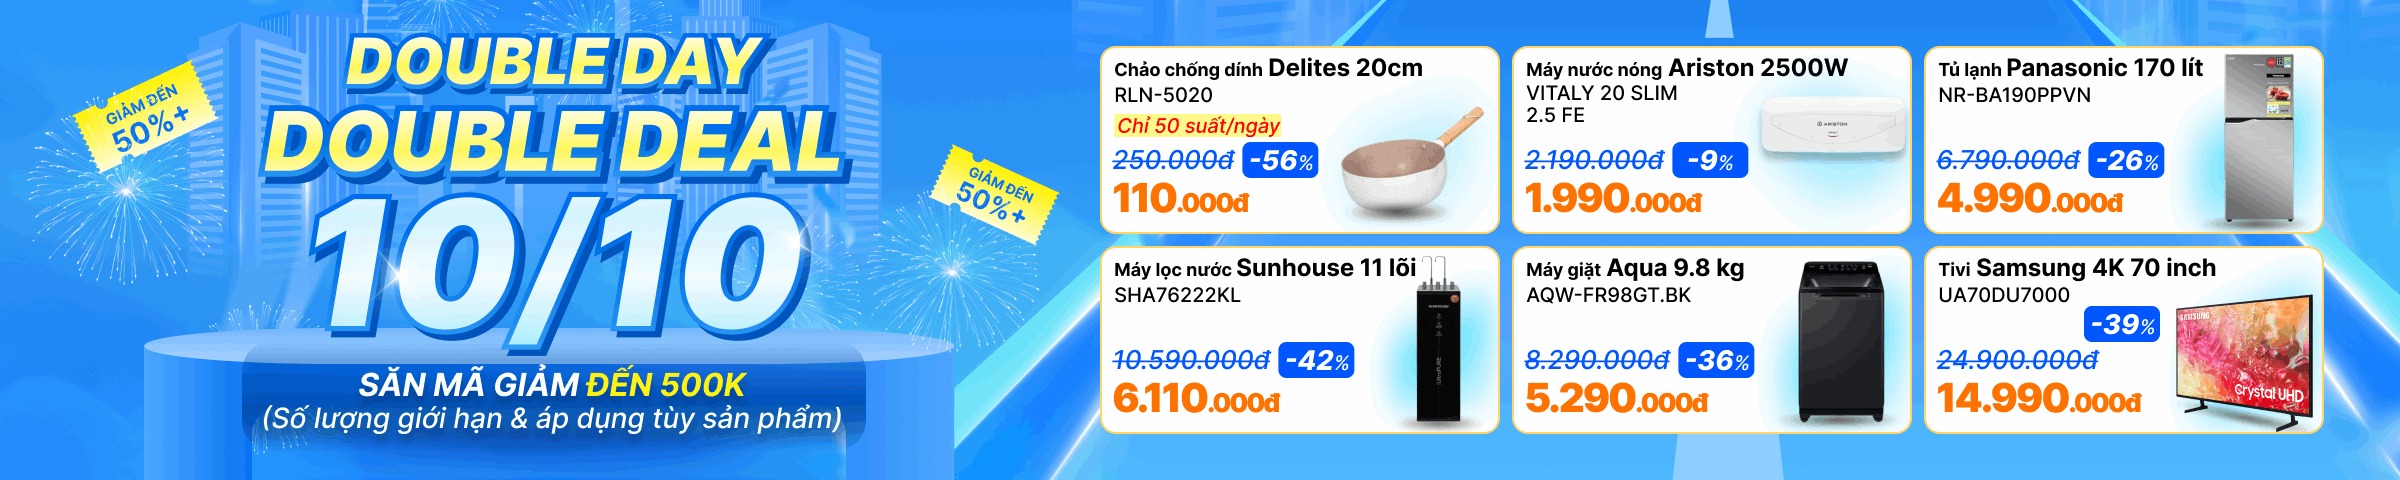 DOUBLE DAY
DOUBLE DEAL
10/10
GIẢM ĐẾN
50%+
GIẢM ĐẾN
50%+
SĂN MÃ GIẢM ĐẾN 500K
(Số lượng giới hạn & áp dụng tùy sản phẩm)
Chảo chống dính Delites 20cm
RLN-5020
Chỉ 50 suất/ngày
250.000đ -56%
110.000đ
Máy nước nóng Ariston 2500W
VITALY 20 SLIM
2.5 FE
ARISTON
2.190.000đ -9%
1.990.000đ
Tủ lạnh Panasonic 170 lít
NR-BA190PPVN
6.790.000đ -26%
4.990.000đ
Máy lọc nước Sunhouse 11 lõi
SHA76222KL
10.590.000đ -42%
6.110.000đ
Máy giặt Aqua 9.8 kg
AQW-FR98GT.BK
8.290.000đ -36%
5.290.000đ
Tivi Samsung 4K 70 inch
UA70DU7000
-39%
24.900.000đ
14.990.000đ
SAMSUNG
Crystal UHD